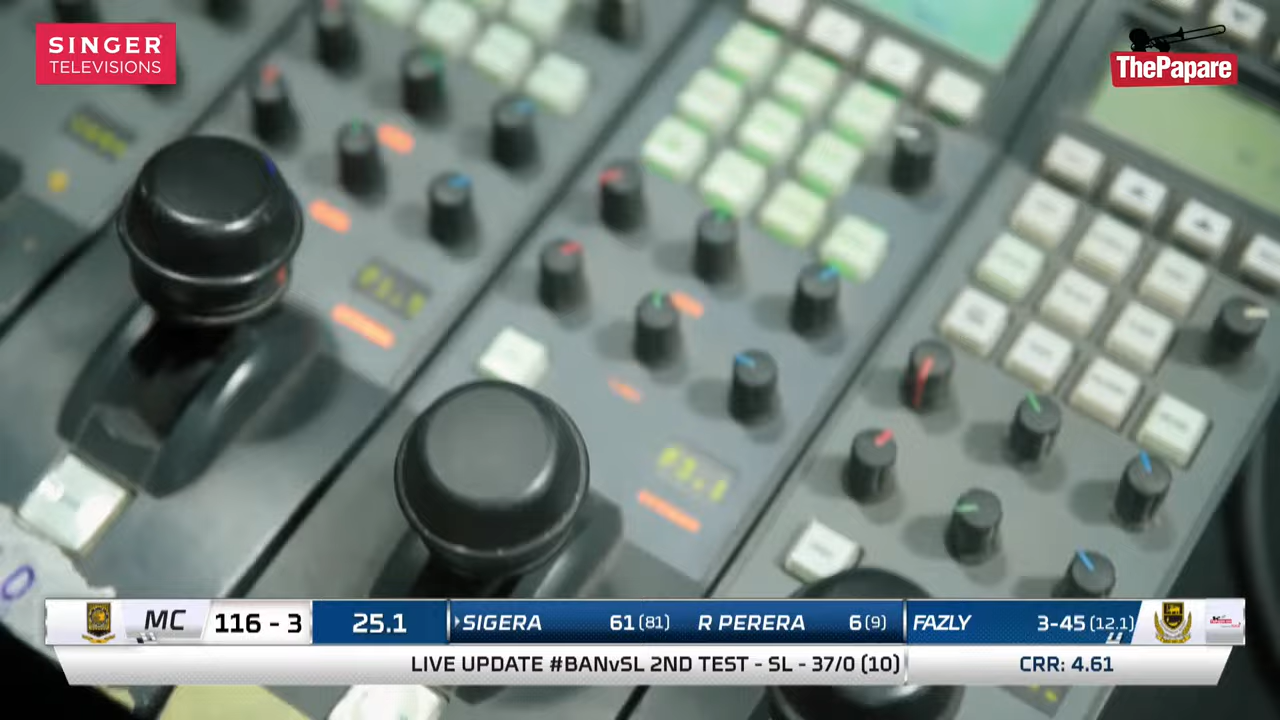 SINGER
TELEVISIONS
ThePapare
MC 116 - 3 25.1 SIGERA 61 (81) R PERERA 6 (9) FAZLY 3-45 (12.1)
LIVE UPDATE #BANvSL 2ND TEST - SL - 37/0 (10) CRR: 4.61